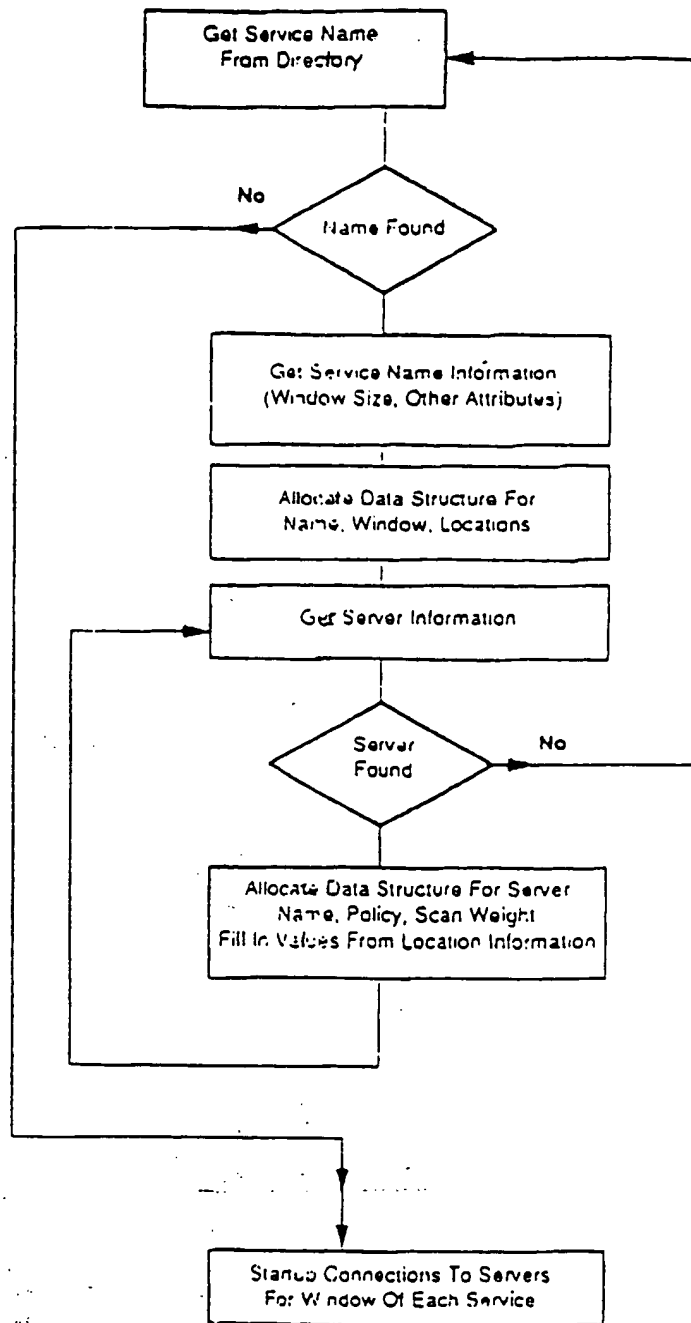 Get Service Name
From Directory
No
Name Found
Get Service Name Information
(Window Size, Other Attributes)
Allocate Data Structure For
Name, Window, Locations
Get Server Information
Server
Found
No
Allocate Data Structure For Server
Name, Policy, Scan Weight
Fill In Values From Location Information
Startup Connections To Servers
For Window Of Each Service